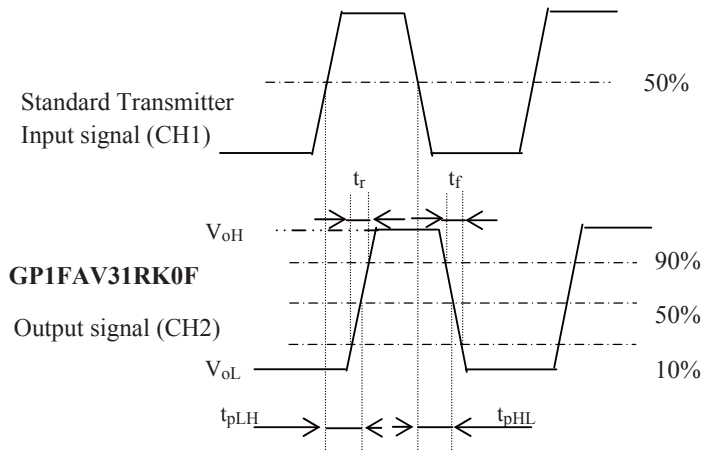 50%
Standard Transmitter
Input signal (CH1)
tr
tf
VoH
90%
GP1FAV31RK0F
50%
Output signal (CH2)
VoL
10%
tpLH
tpHL